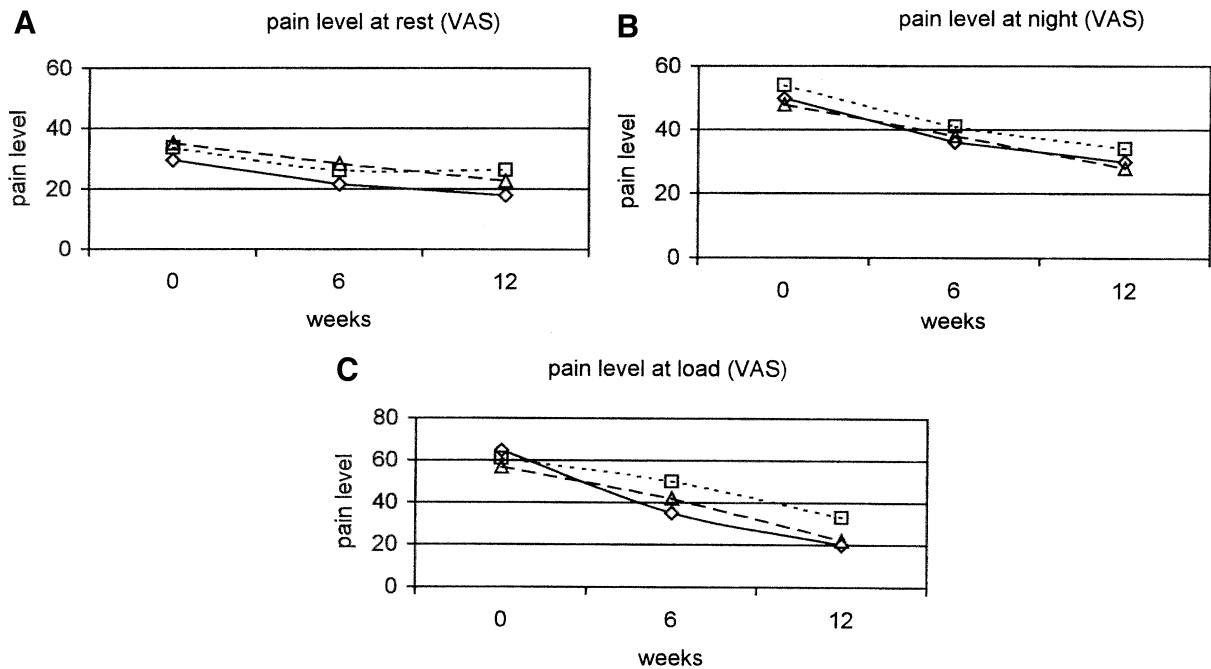 A
pain level at rest (VAS)
60
40
20
0
pain level
0 6 12
weeks
B
pain level at night (VAS)
60
40
20
0
pain level
0 6 12
weeks
C
pain level at load (VAS)
80
60
40
20
0
pain level
0 6 12
weeks